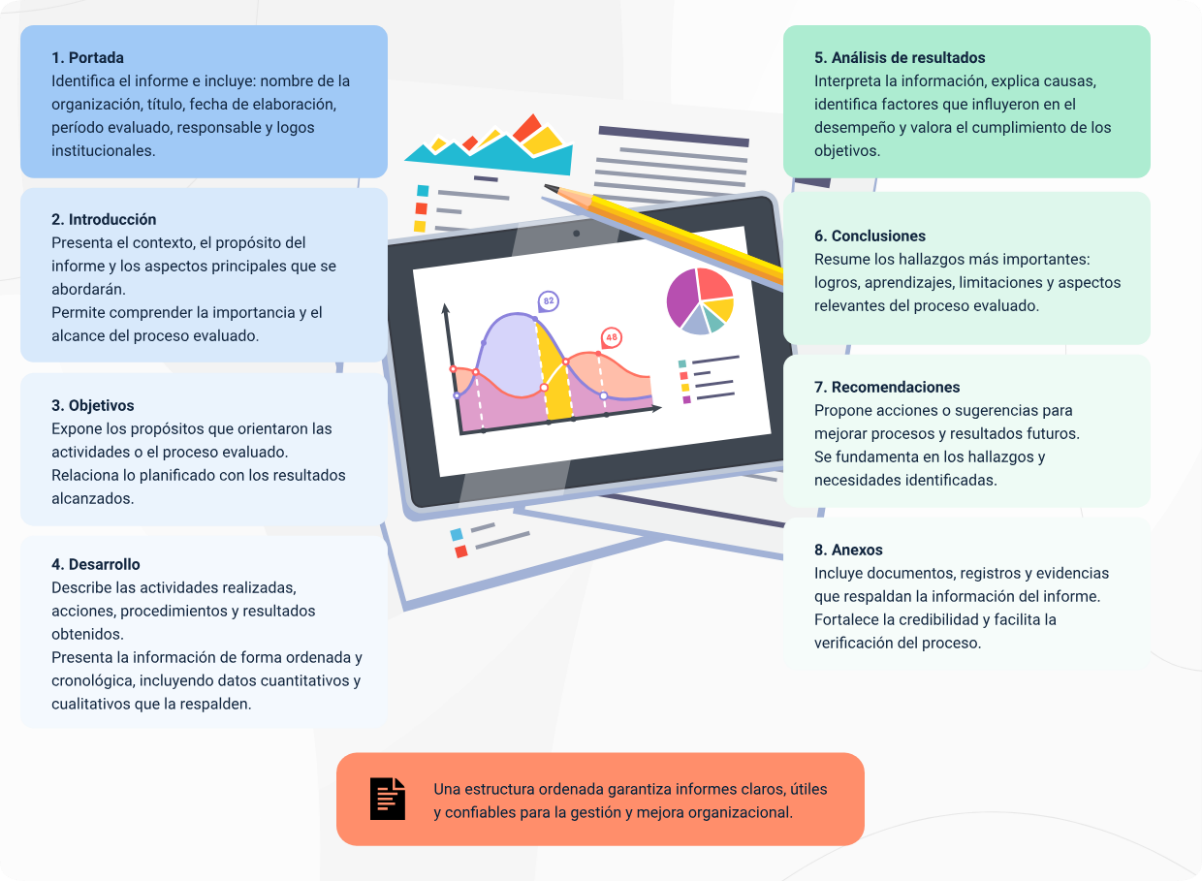 1. Portada
Identifica el informe e incluye: nombre de la
organización, título, fecha de elaboración,
período evaluado, responsable y logos
institucionales.
2. Introducción
Presenta el contexto, el propósito del
informe y los aspectos principales que se
abordarán.
Permite comprender la importancia y el
alcance del proceso evaluado.
3. Objetivos
Expone los propósitos que orientaron las
actividades o el proceso evaluado.
Relaciona lo planificado con los resultados
alcanzados.
4. Desarrollo
Describe las actividades realizadas,
acciones, procedimientos y resultados
obtenidos.
Presenta la información de forma ordenada y
cronológica, incluyendo datos cuantitativos y
cualitativos que la respalden.
82
48
5. Análisis de resultados
Interpreta la información, explica causas,
identifica factores que influyeron en el
desempeño y valora el cumplimiento de los
objetivos.
6. Conclusiones
Resume los hallazgos más importantes:
logros, aprendizajes, limitaciones y aspectos
relevantes del proceso evaluado.
7. Recomendaciones
Propone acciones o sugerencias para
mejorar procesos y resultados futuros.
Se fundamenta en los hallazgos y
necesidades identificadas.
8. Anexos
Incluye documentos, registros y evidencias
que respaldan la información del informe.
Fortalece la credibilidad y facilita la
verificación del proceso.
Una estructura ordenada garantiza informes claros, útiles
y confiables para la gestión y mejora organizacional.